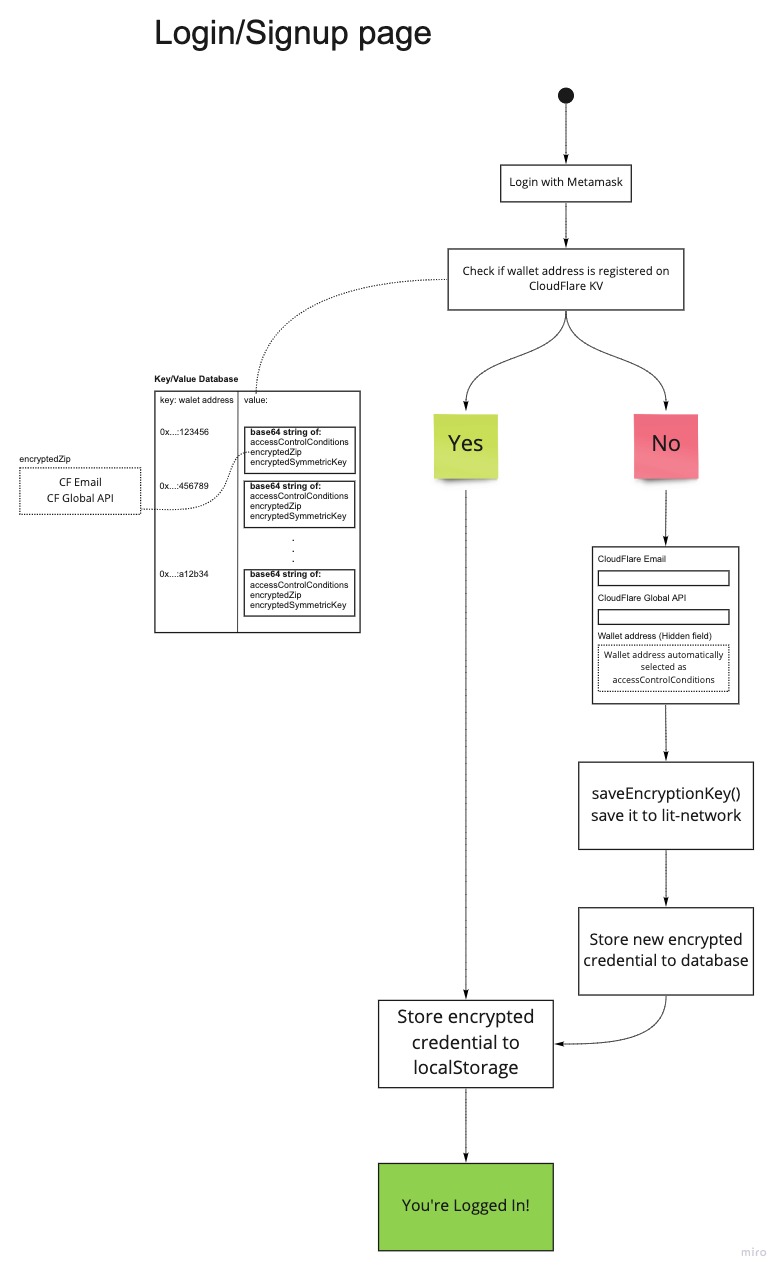 Login/Signup page
Login with Metamask
Check if wallet address is registered on
CloudFlare KV
Key/Value Database
key: walet address
value:
0x...:123456
base64 string of:
accessControlConditions
encryptedZip
encryptedSymmetricKey
encryptedZip
CF Email
CF Global API
0x...:456789
base64 string of:
accessControlConditions
encryptedZip
encryptedSymmetricKey
.
.
.
0x...:a12b34
base64 string of:
accessControlConditions
encryptedZip
encryptedSymmetricKey
Yes
No
CloudFlare Email
CloudFlare Global API
Wallet address (Hidden field)
Wallet address automatically
selected as
accessControlConditions
saveEncryptionKey()
save it to lit-network
Store new encrypted
credential to database
Store encrypted
credential to
localStorage
You're Logged In!
miro